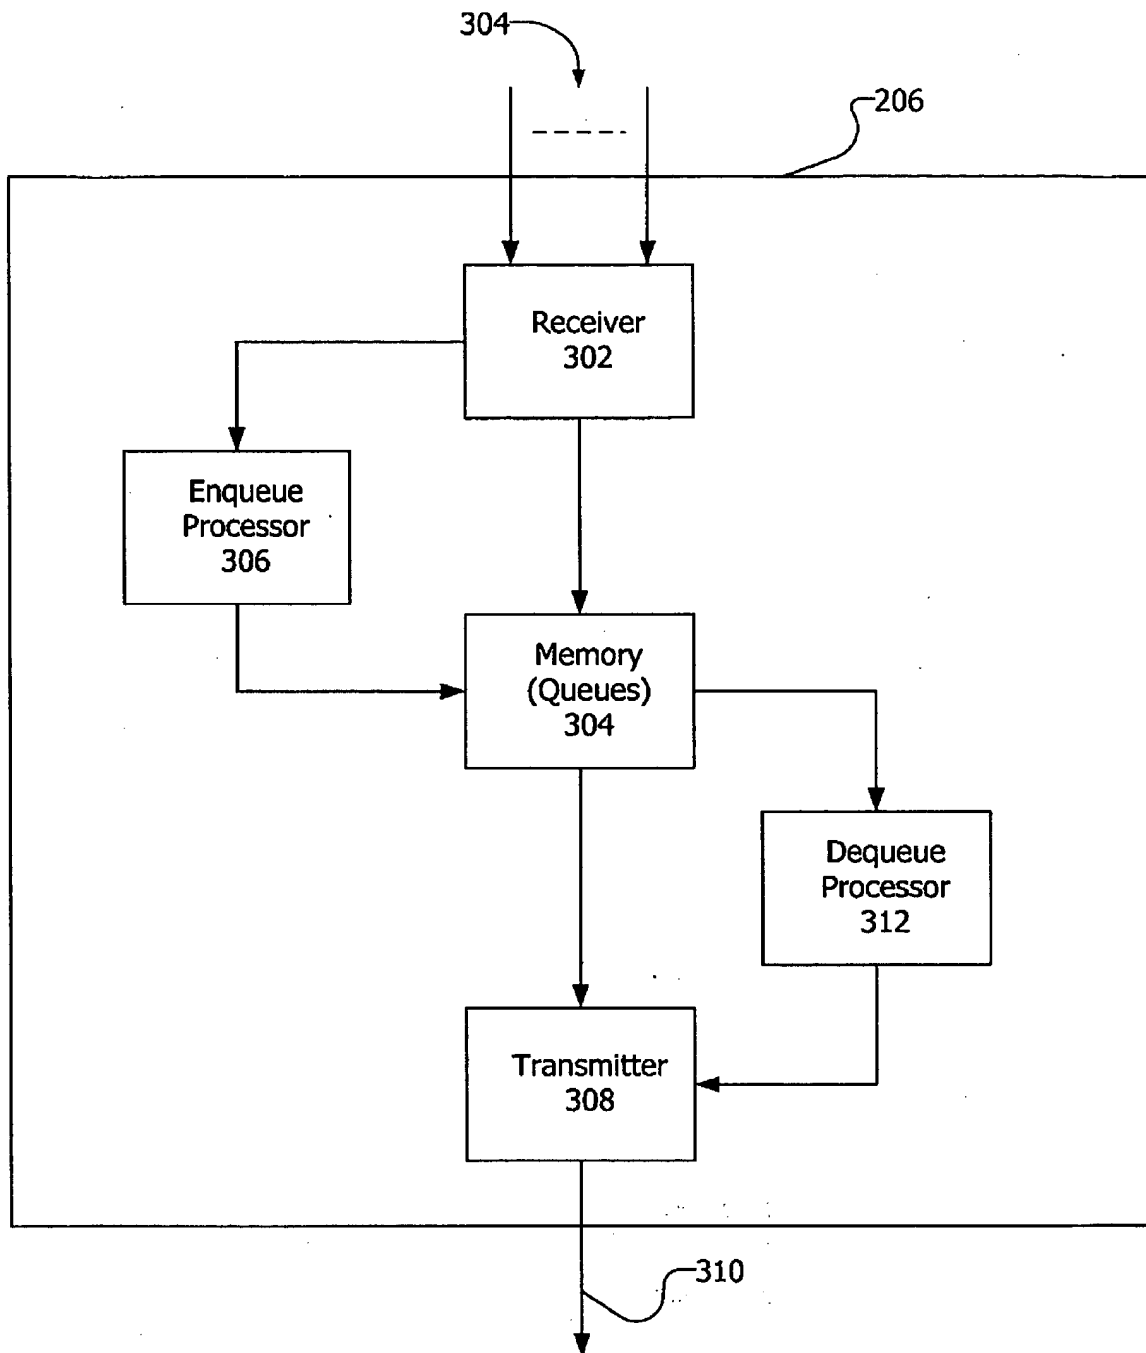 304
206
Receiver
302
Enqueue
Processor
306
Memory
(Queues)
304
Dequeue
Processor
312
Transmitter
308
310